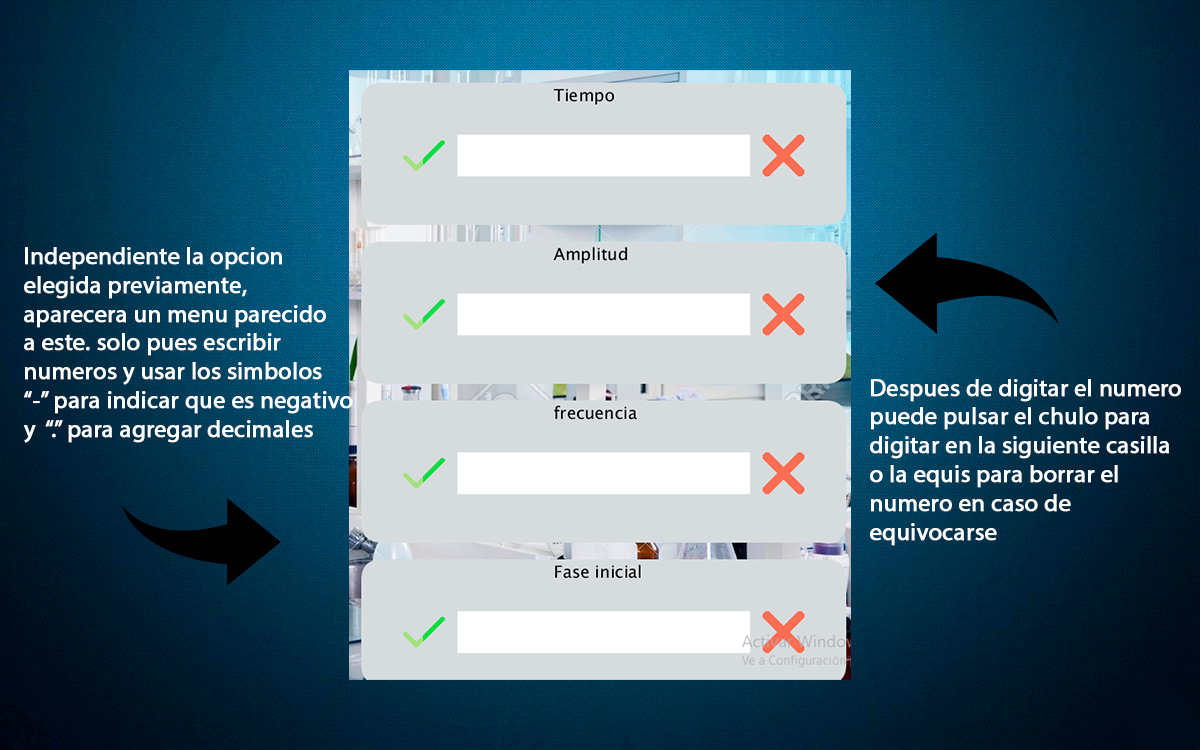 Tiempo
Amplitud
frecuencia
Fase inicial
Activar Window
Ve a Configuración
Independiente la opcion
elegida previamente,
aparecera un menu parecido
a este. solo pues escribir
numeros y usar los simbolos
“-” para indicar que es negativo
y “.” para agregar decimales
Despues de digitar el numero
puede pulsar el chulo para
digitar en la siguiente casilla
o la equis para borrar el
numero en caso de
equivocarse